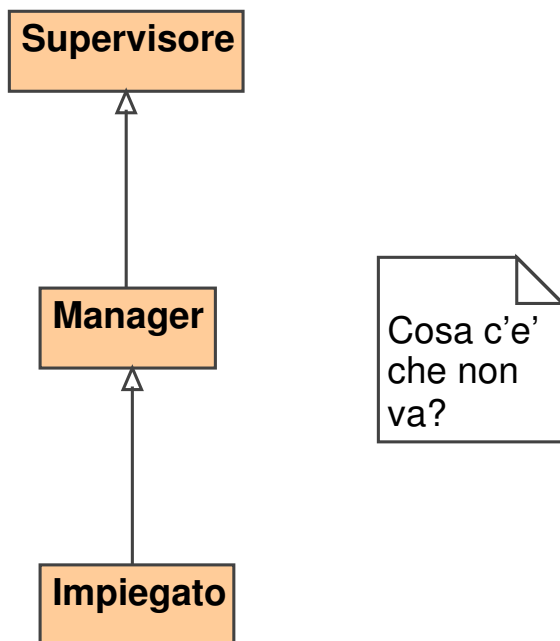 Supervisore
Manager
Cosa c'e'
che non
va?
Impiegato